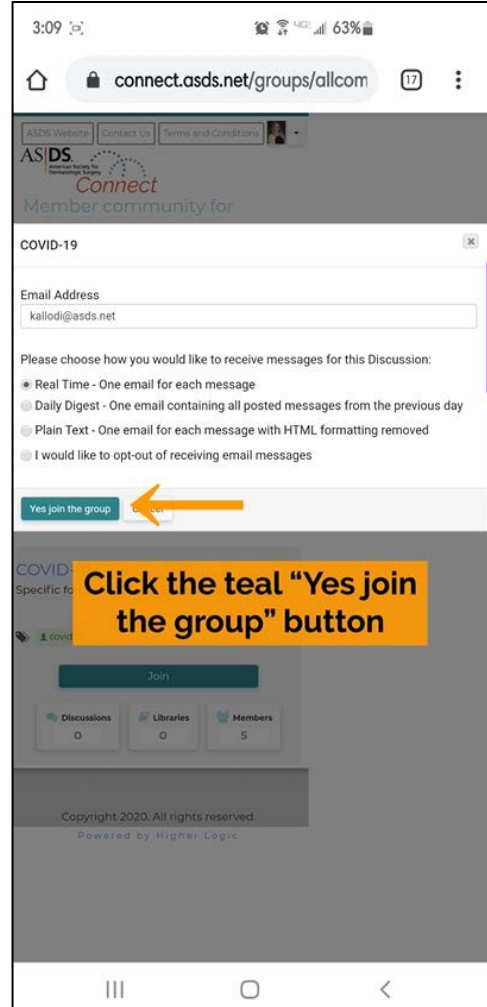 3:09 63%
connect.asds.net/groups/allcom 17
ASDS Website Contact Us Terms and Conditions
ASDS
American Society for
Dermatologic Surgery
Connect
Member community for
COVID-19
Email Address
kallodi@asds.net
Please choose how you would like to receive messages for this Discussion:
Real Time - One email for each message
Daily Digest - One email containing all posted messages from the previous day
Plain Text - One email for each message with HTML formatting removed
I would like to opt-out of receiving email messages
Yes join the group
COVID-
Specific fo
Click the teal “Yes join
the group” button
covid
Join
Discussions Libraries Members
0 0 5
Copyright 2020. All rights reserved.
Powered by Higher Logic